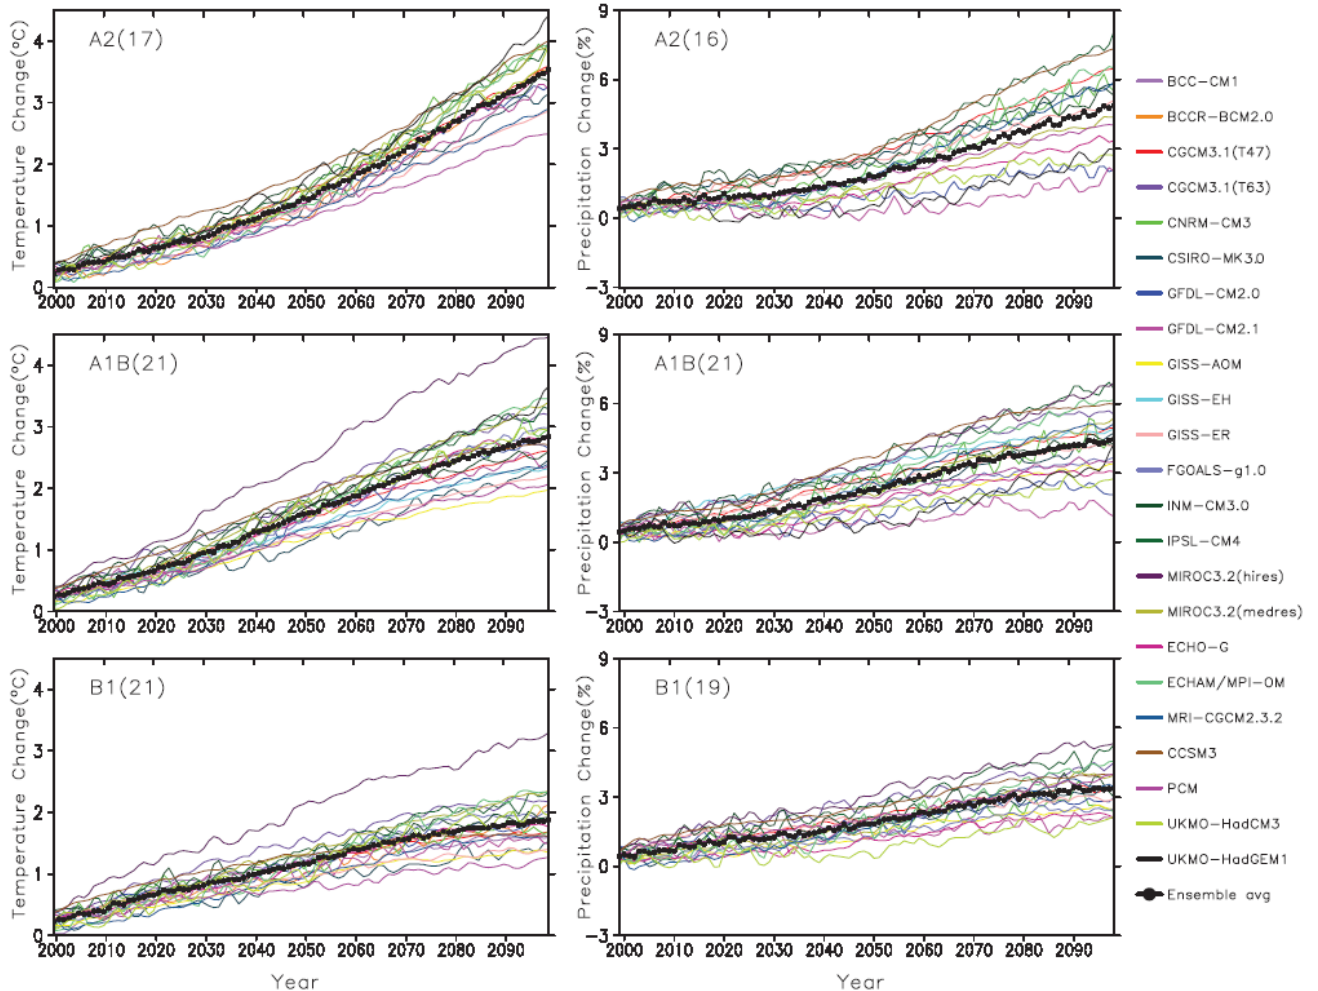 A2(17)
Temperature Change(ºC)
4
3
2
1
0
2000 2010 2020 2030 2040 2050 2060 2070 2080 2090
A2(16)
Precipitation Change(%)
9
6
3
0
−3
2000 2010 2020 2030 2040 2050 2060 2070 2080 2090
A1B(21)
Temperature Change(ºC)
4
3
2
1
0
2000 2010 2020 2030 2040 2050 2060 2070 2080 2090
A1B(21)
Precipitation Change(%)
9
6
3
0
−3
2000 2010 2020 2030 2040 2050 2060 2070 2080 2090
B1(21)
Temperature Change(ºC)
4
3
2
1
0
2000 2010 2020 2030 2040 2050 2060 2070 2080 2090
Year
B1(19)
Precipitation Change(%)
9
6
3
0
−3
2000 2010 2020 2030 2040 2050 2060 2070 2080 2090
Year
BCC−CM1
BCCR−BCM2.0
CGCM3.1(T47)
CGCM3.1(T63)
CNRM−CM3
CSIRO−MK3.0
GFDL−CM2.0
GFDL−CM2.1
GISS−AOM
GISS−EH
GISS−ER
FGOALS−g1.0
INM−CM3.0
IPSL−CM4
MIROC3.2(hires)
MIROC3.2(medres)
ECHO−G
ECHAM/MPI−OM
MRI−CGCM2.3.2
CCSM3
PCM
UKMO−HadCM3
UKMO−HadGEM1
Ensemble avg